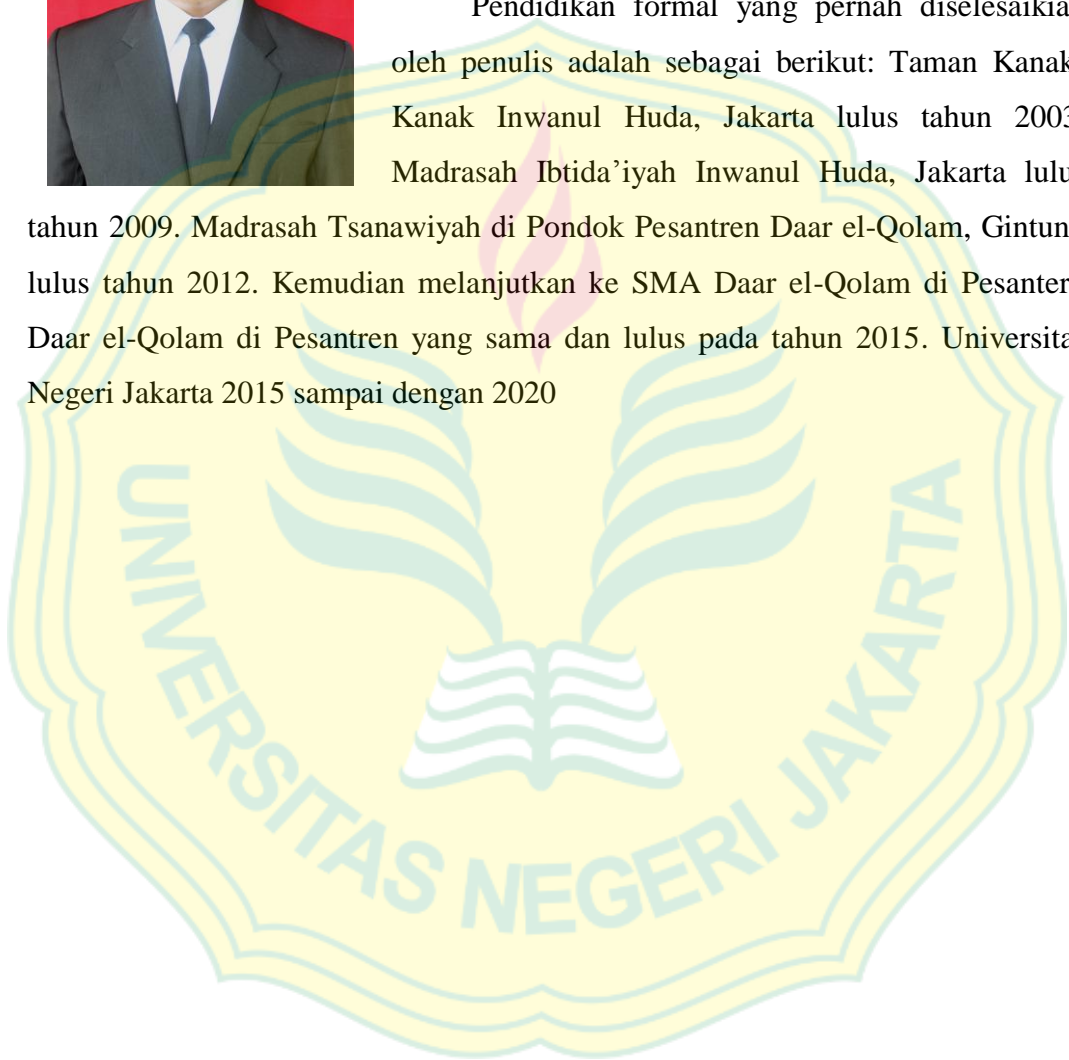 Pendidikan formal yang pernah diselesaikia
oleh penulis adalah sebagai berikut: Taman Kanak
Kanak Inwanul Huda, Jakarta lulus tahun 2003
Madrasah Ibtida’iyah Inwanul Huda, Jakarta lulu
tahun 2009. Madrasah Tsanawiyah di Pondok Pesantren Daar el-Qolam, Gintun
lulus tahun 2012. Kemudian melanjutkan ke SMA Daar el-Qolam di Pesanter
Daar el-Qolam di Pesantren yang sama dan lulus pada tahun 2015. Universita
Negeri Jakarta 2015 sampai dengan 2020
UNIVERSITAS NEGERI JAKARTA